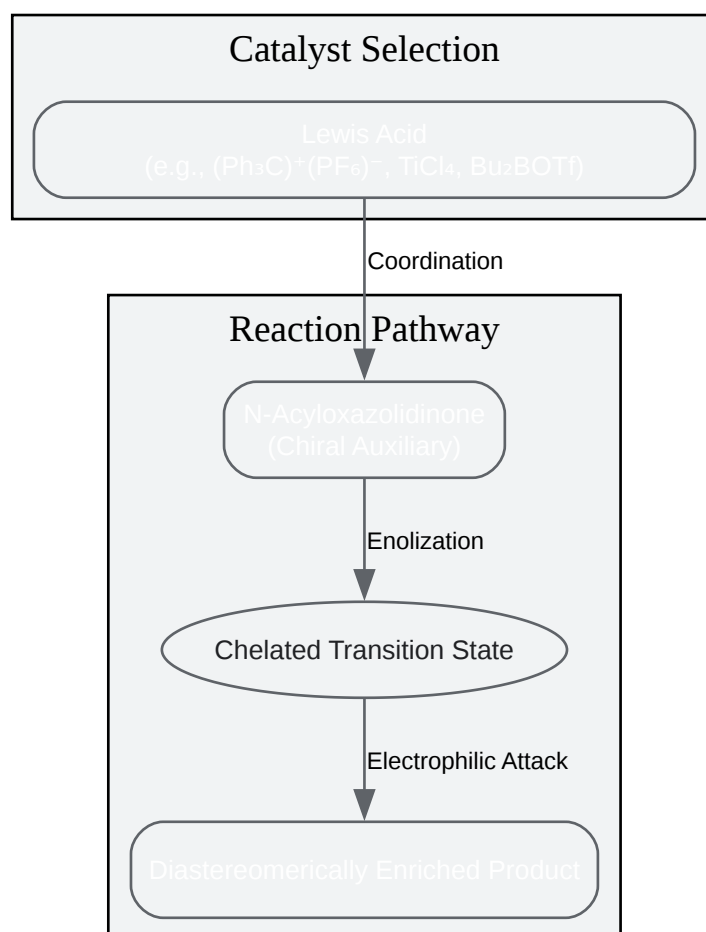 Catalyst Selection
Lewis Acid
(e.g., (Ph₃C)⁺(PF₆)⁻, TiCl₄, Bu₂BOTf)
Coordination
Reaction Pathway
N-Acyloxazolidinone
(Chiral Auxiliary)
Enolization
Chelated Transition State
Electrophilic Attack
Diastereomerically Enriched Product